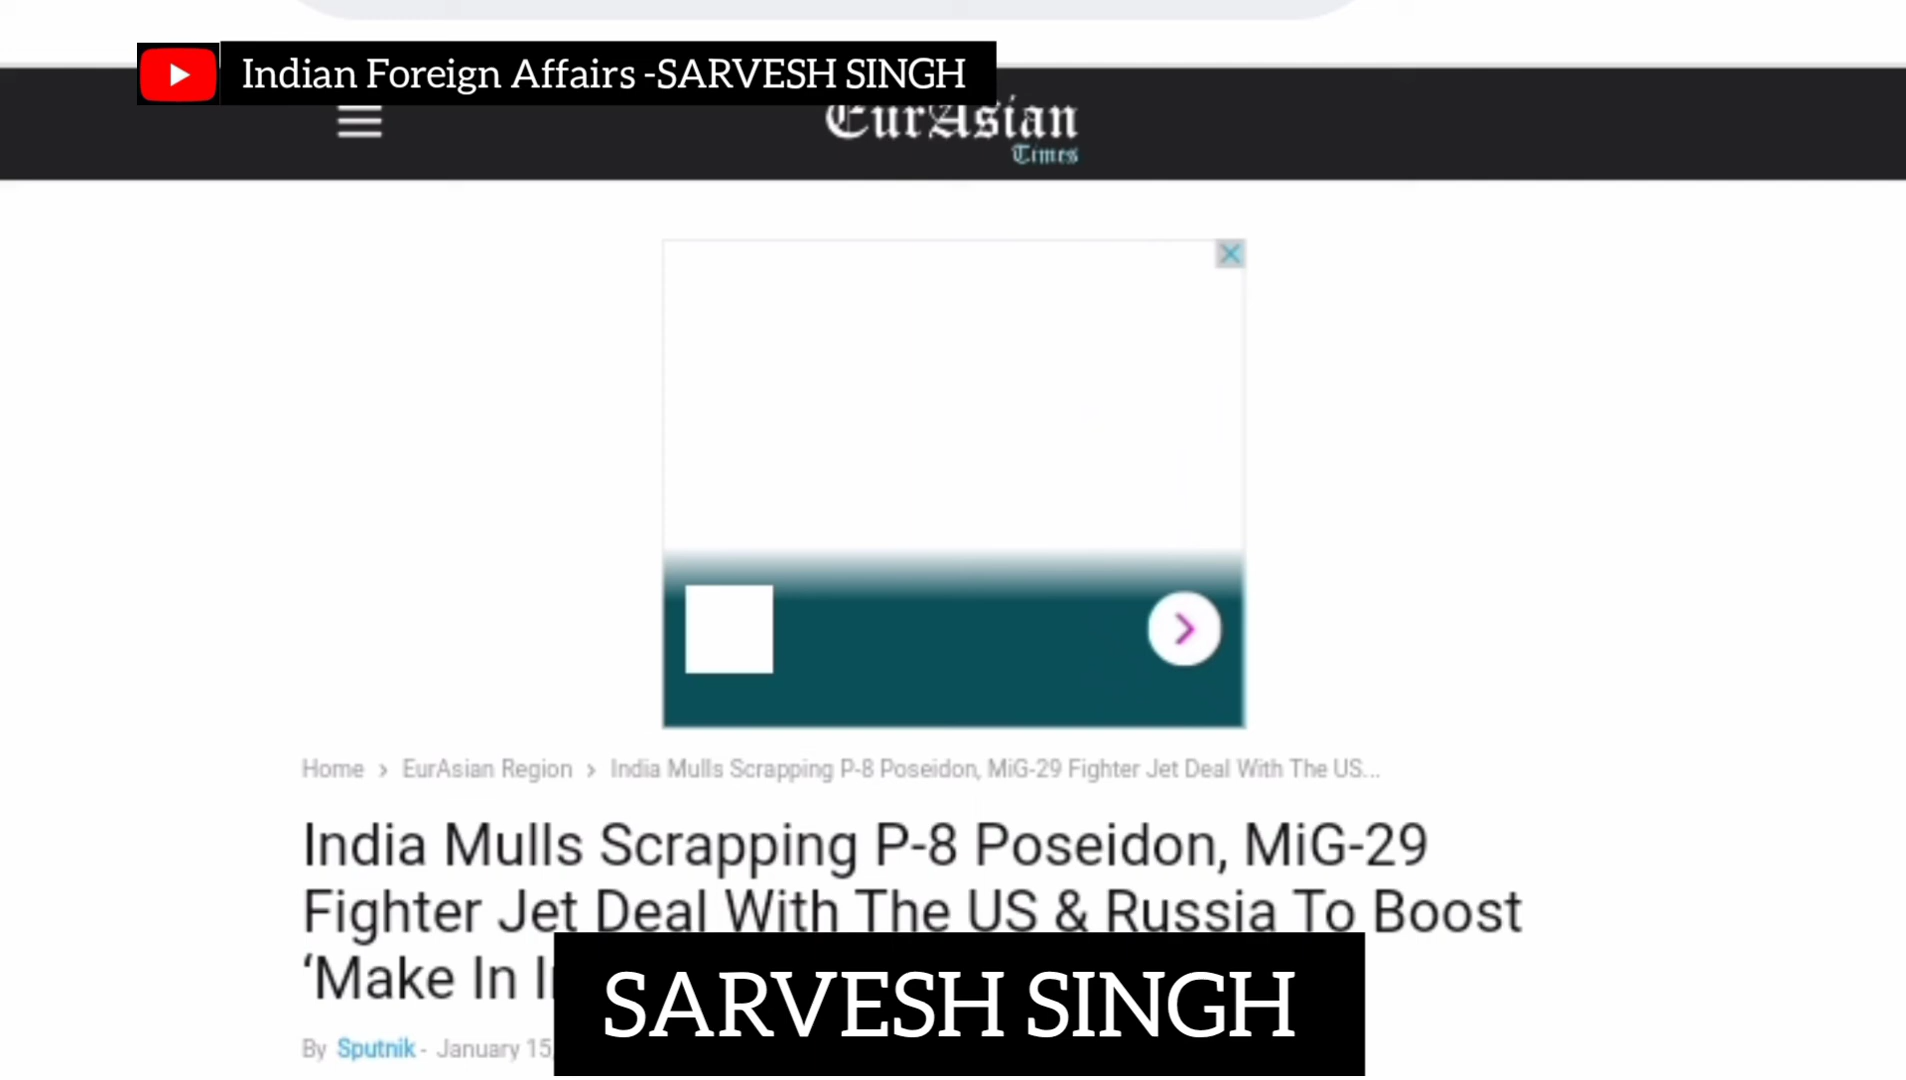 Indian Foreign Affairs -SARVESH SINGH
EurAsian
Times
Home > EurAsian Region > India Mulls Scrapping P-8 Poseidon, MiG-29 Fighter Jet Deal With The US...
India Mulls Scrapping P-8 Poseidon, MiG-29
Fighter Jet Deal With The US & Russia To Boost
‘Make In
SARVESH SINGH
By Sputnik - January 15,